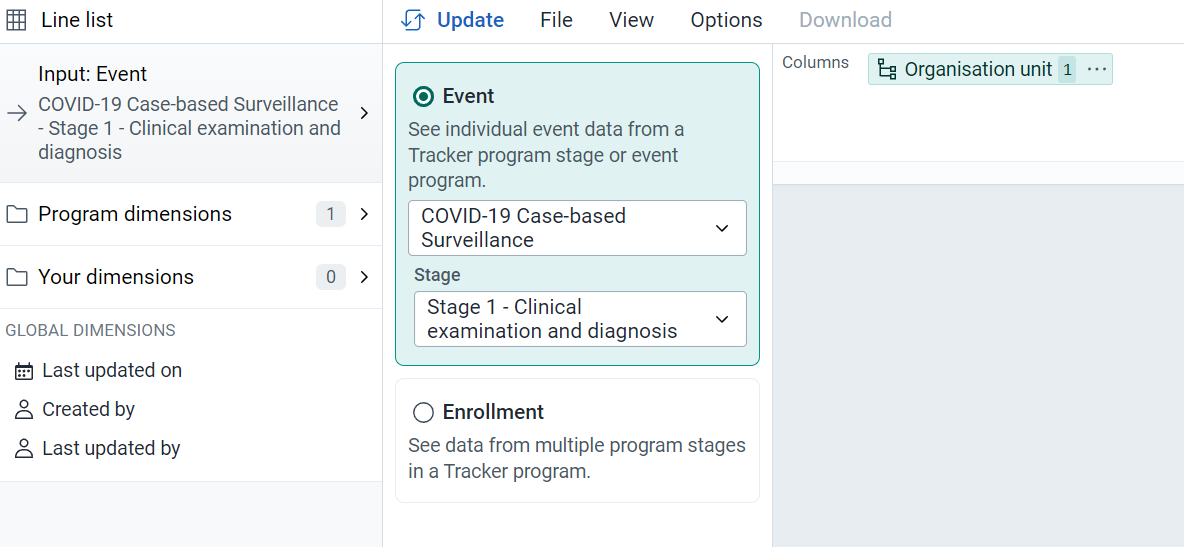 Line list
Update File View Options Download
Input: Event
COVID-19 Case-based Surveillance
- Stage 1 - Clinical examination and
diagnosis
Program dimensions 1
Your dimensions 0
GLOBAL DIMENSIONS
Last updated on
Created by
Last updated by
Event
See individual event data from a
Tracker program stage or event
program.
COVID-19 Case-based
Surveillance
Stage
Stage 1 - Clinical
examination and diagnosis
Enrollment
See data from multiple program stages
in a Tracker program.
Columns Organisation unit 1 ···